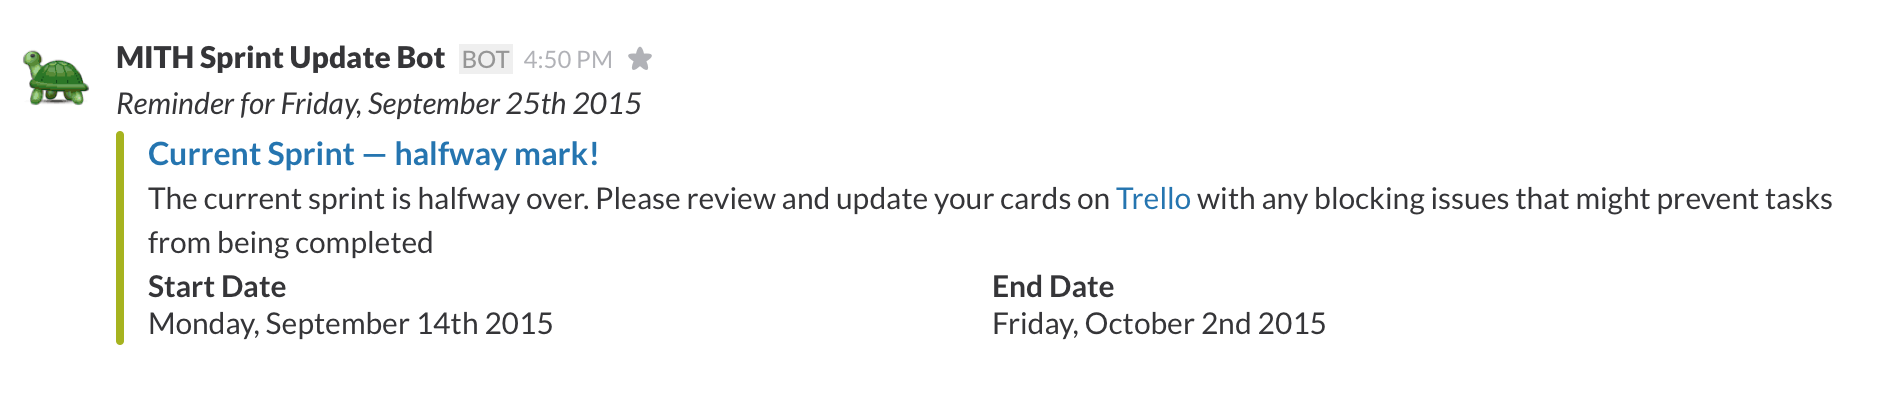 MITH Sprint Update Bot BOT 4:50 PM
Reminder for Friday, September 25th 2015
Current Sprint — halfway mark!
The current sprint is halfway over. Please review and update your cards on Trello with any blocking issues that might prevent tasks
from being completed
Start Date End Date
Monday, September 14th 2015 Friday, October 2nd 2015